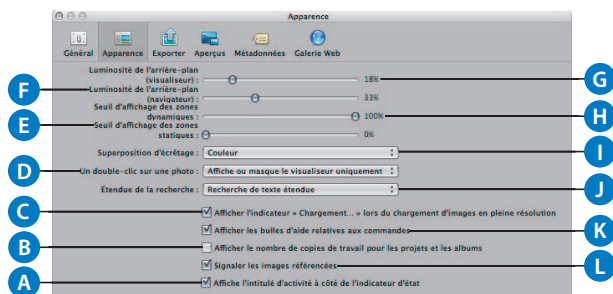 Apparence
Général Apparence Exporter Aperçus Métadonnées Galerie Web
Luminosité de l'arrière-plan
(visualiseur) : 18% G
F Luminosité de l'arrière-plan
(navigateur) : 33%
Seuil d'affichage des zones
dynamiques : 100% H
E Seuil d'affichage des zones
statiques : 0%
Superposition d'écrêtage : Couleur I
D Un double-clic sur une photo : Affiche ou masque le visualiseur uniquement
Étendue de la recherche : Recherche de texte étendue J
C Afficher l'indicateur « Chargement... » lors du chargement d'images en pleine résolution
Afficher les bulles d'aide relatives aux commandes K
B Afficher le nombre de copies de travail pour les projets et les albums
Signaler les images référencées L
A Affiche l'intitulé d'activité à côté de l'indicateur d'état